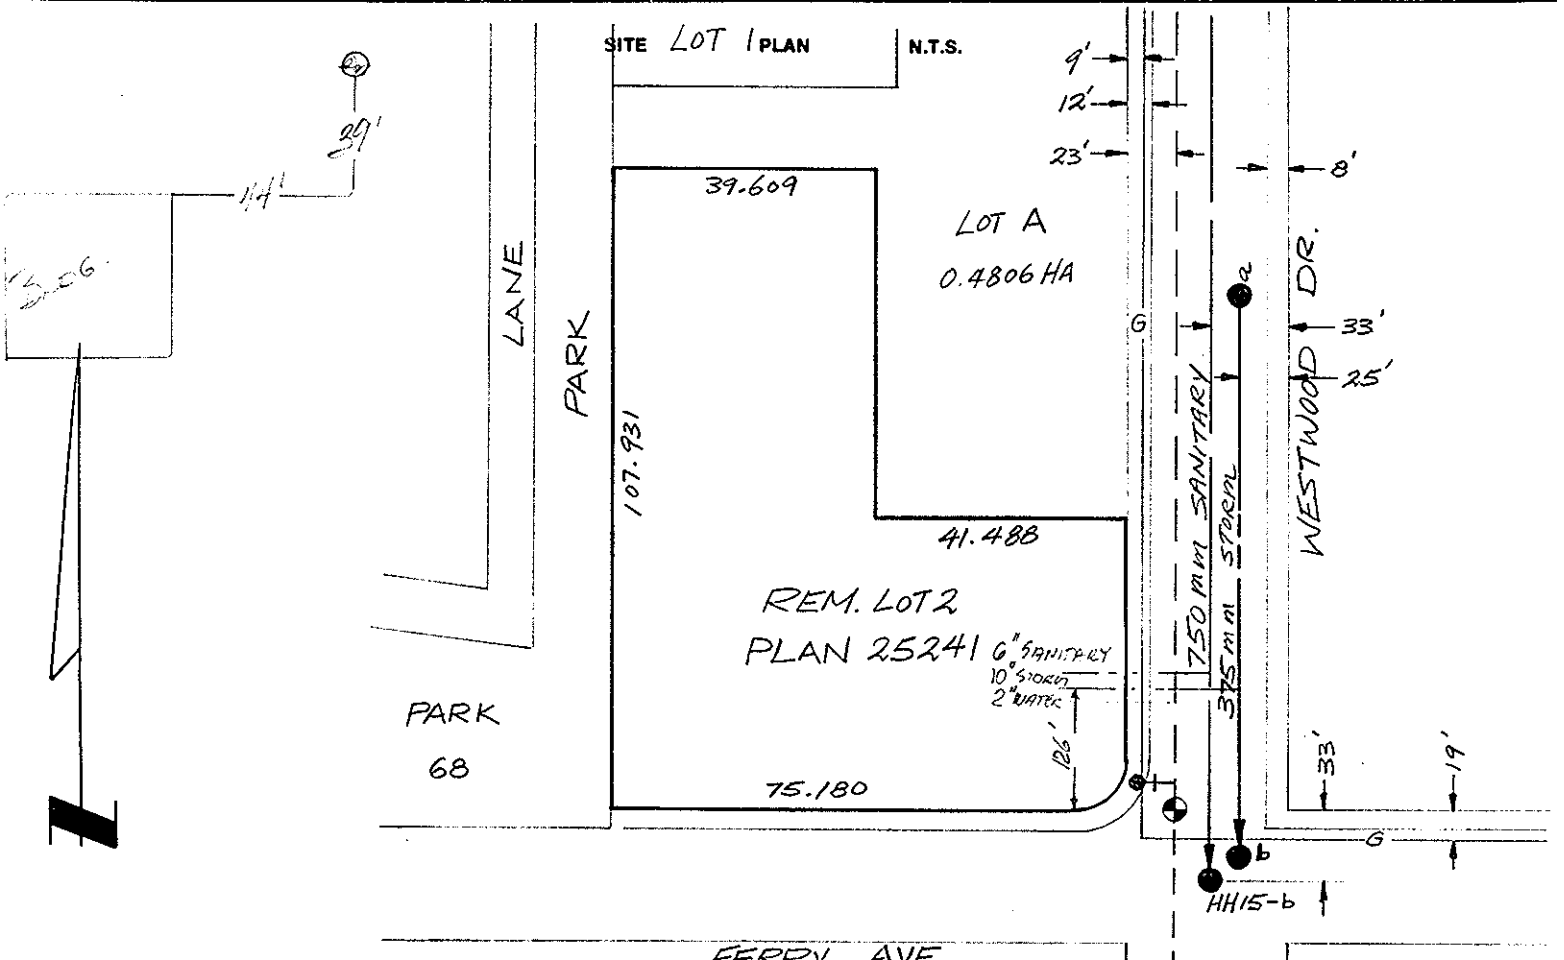 SITE LOT 1 PLAN N.T.S.
39'
44'
9'
12'
23'
8'
39.609
LOT A
0.4806 HA
LANE
PARK
107.931
G
a
WESTWOOD DR.
33'
25'
750 mm SANITARY
375 mm STORM
41.488
REM. LOT 2
PLAN 25241
6" SANITARY
10" STORM
2" WATER
126'
PARK
68
75.180
33'
19'
G
b
HH15-b
FERRY AVE